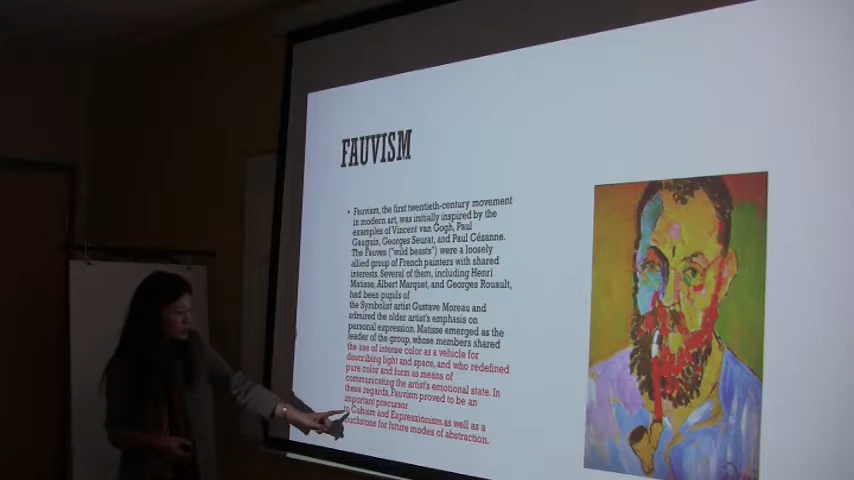 FAUVISM
• Fauvism, the first twentieth-century movement
in modern art, was initially inspired by the
examples of Vincent van Gogh, Paul
Gauguin, Georges Seurat, and Paul Cézanne.
The Fauves ("wild beasts") were a loosely
allied group of French painters with shared
interests. Several of them, including Henri
Matisse, Albert Marquet, and Georges Rouault,
had been pupils of
the Symbolist artist Gustave Moreau and
admired the older artist's emphasis on
personal expression. Matisse emerged as the
leader of the group, whose members shared
the use of intense color as a vehicle for
describing light and space, and who redefined
pure color and form as means of
communicating the artist's emotional state. In
these regards, Fauvism proved to be an
important precursor
to Cubism and Expressionism as well as a
touchstone for future modes of abstraction.